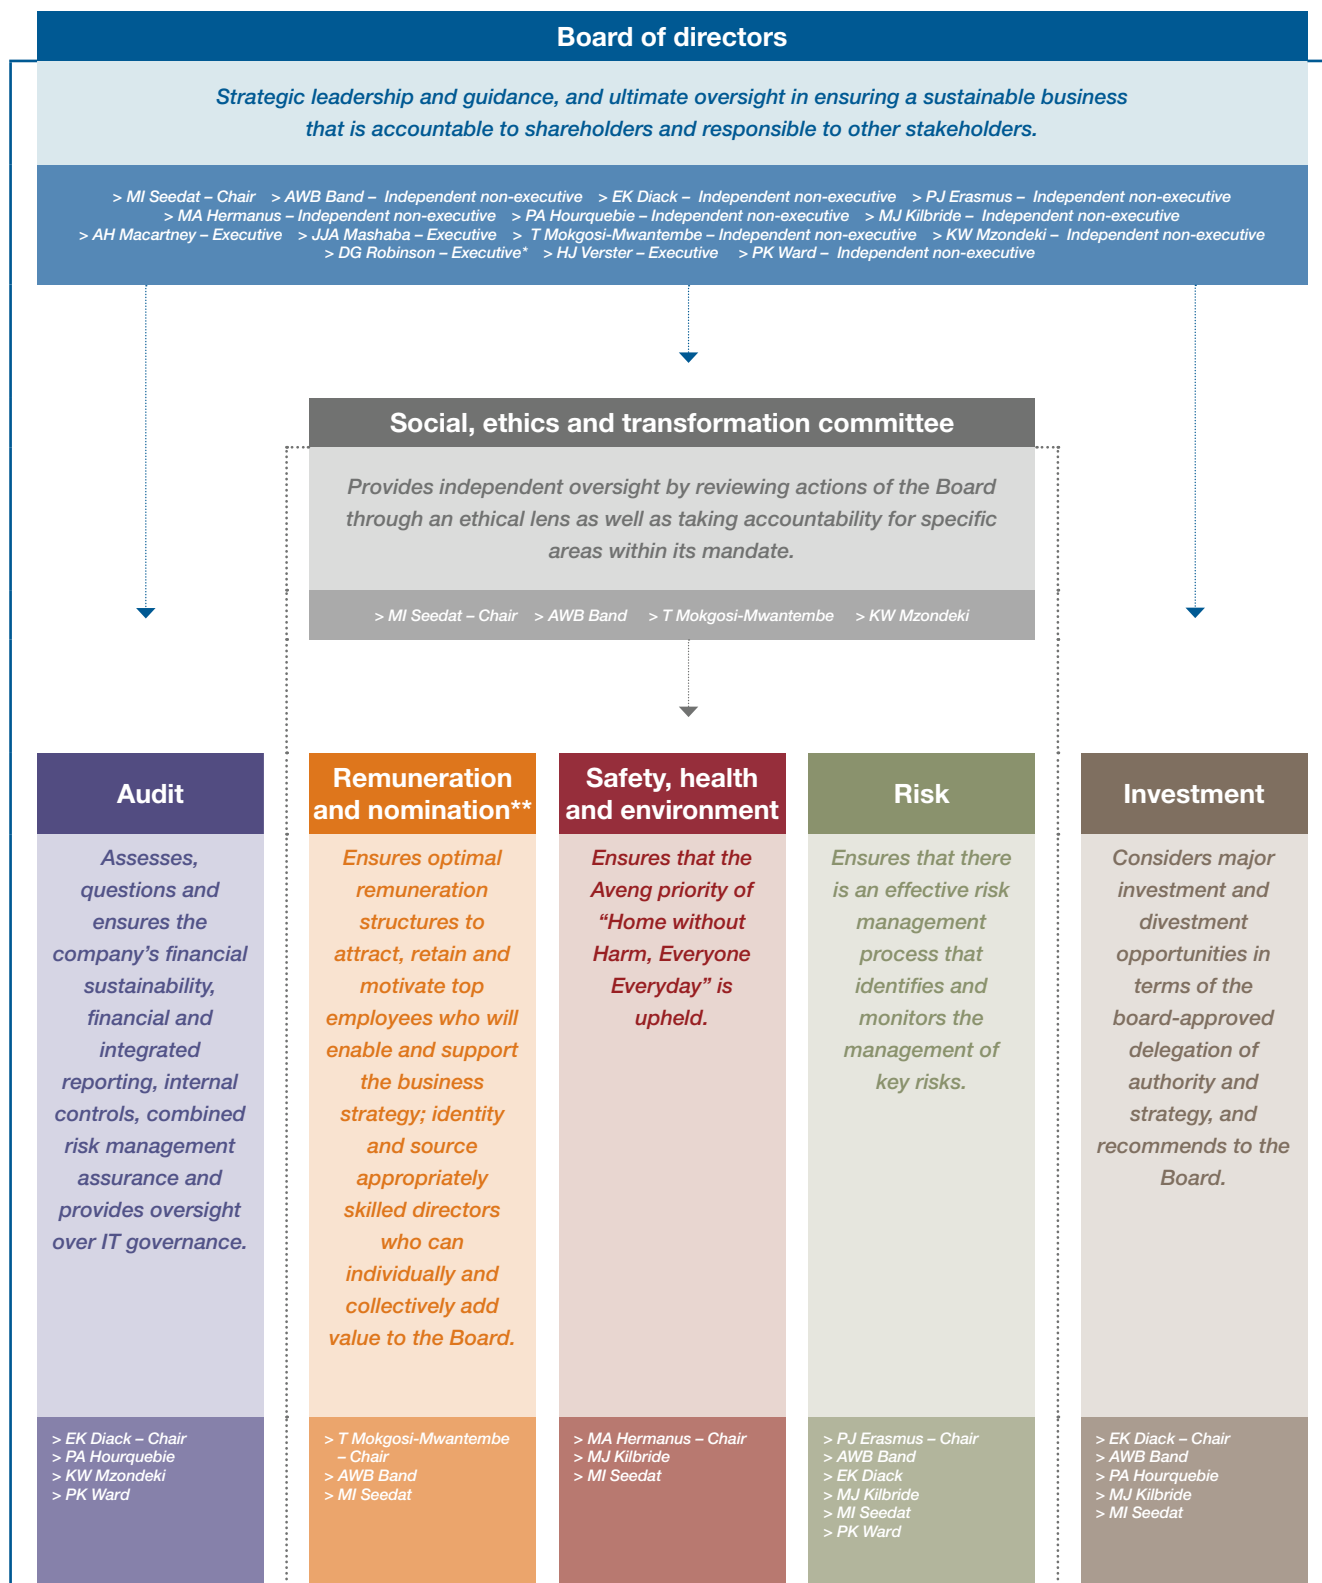 Board of directors
Strategic leadership and guidance, and ultimate oversight in ensuring a sustainable business
that is accountable to shareholders and responsible to other stakeholders.
> MI Seedat – Chair > AWB Band – Independent non-executive > EK Diack – Independent non-executive > PJ Erasmus – Independent non-executive
> MA Hermanus – Independent non-executive > PA Hourquebie – Independent non-executive > MJ Kilbride – Independent non-executive
> AH Macartney – Executive > JJA Mashaba – Executive > T Mokgosi-Mwantembe – Independent non-executive > KW Mzondeki – Independent non-executive
> DG Robinson – Executive* > HJ Verster – Executive > PK Ward – Independent non-executive
Social, ethics and transformation committee
Provides independent oversight by reviewing actions of the Board
through an ethical lens as well as taking accountability for specific
areas within its mandate.
> MI Seedat – Chair > AWB Band > T Mokgosi-Mwantembe > KW Mzondeki
Audit
Assesses,
questions and
ensures the
company’s financial
sustainability,
financial and
integrated
reporting, internal
controls, combined
risk management
assurance and
provides oversight
over IT governance.
> EK Diack – Chair
> PA Hourquebie
> KW Mzondeki
> PK Ward
Remuneration
and nomination**
Ensures optimal
remuneration
structures to
attract, retain and
motivate top
employees who will
enable and support
the business
strategy; identity
and source
appropriately
skilled directors
who can
individually and
collectively add
value to the Board.
> T Mokgosi-Mwantembe
– Chair
> AWB Band
> MI Seedat
Safety, health
and environment
Ensures that the
Aveng priority of
“Home without
Harm, Everyone
Everyday” is
upheld.
> MA Hermanus – Chair
> MJ Kilbride
> MI Seedat
Risk
Ensures that there
is an effective risk
management
process that
identifies and
monitors the
management of
key risks.
> PJ Erasmus – Chair
> AWB Band
> EK Diack
> MJ Kilbride
> MI Seedat
> PK Ward
Investment
Considers major
investment and
divestment
opportunities in
terms of the
board-approved
delegation of
authority and
strategy, and
recommends to the
Board.
> EK Diack – Chair
> AWB Band
> PA Hourquebie
> MJ Kilbride
> MI Seedat